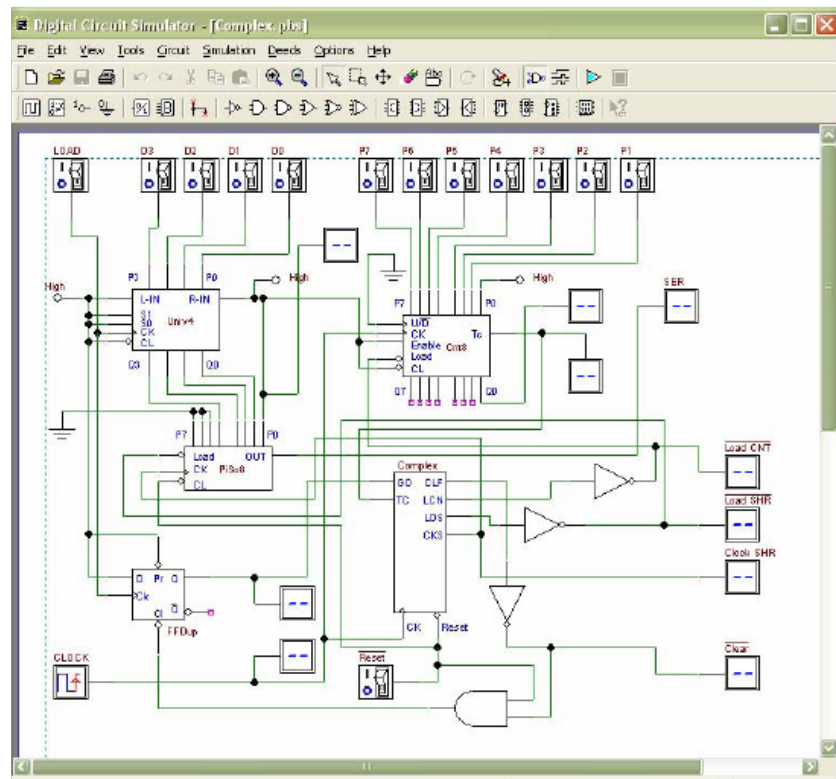 Digital Circuit Simulator - [Complex.pbs]
File Edit View Tools Circuit Simulation Deeds Options Help
LOAD D3 D2 D1 D0 P7 P6 P5 P4 P3 P2 P1
High P3 P0 High P7 P0 High SER
L-IN R-IN
S1
S0 Univ4
CK
CL
Q3 Q0
U/D
CK Tc
Enable Cnt8
Load
CL
Q7 Q0
P7 P0
Load OUT
CK PiSo8
CL
Complex
GO CLF
TC LCN
LDS
CKS
CK Reset
Load CNT
Load SHR
Clock SHR
Clear
D Pr Q
Ck Q
Cl
FFDup
CLOCK
Reset